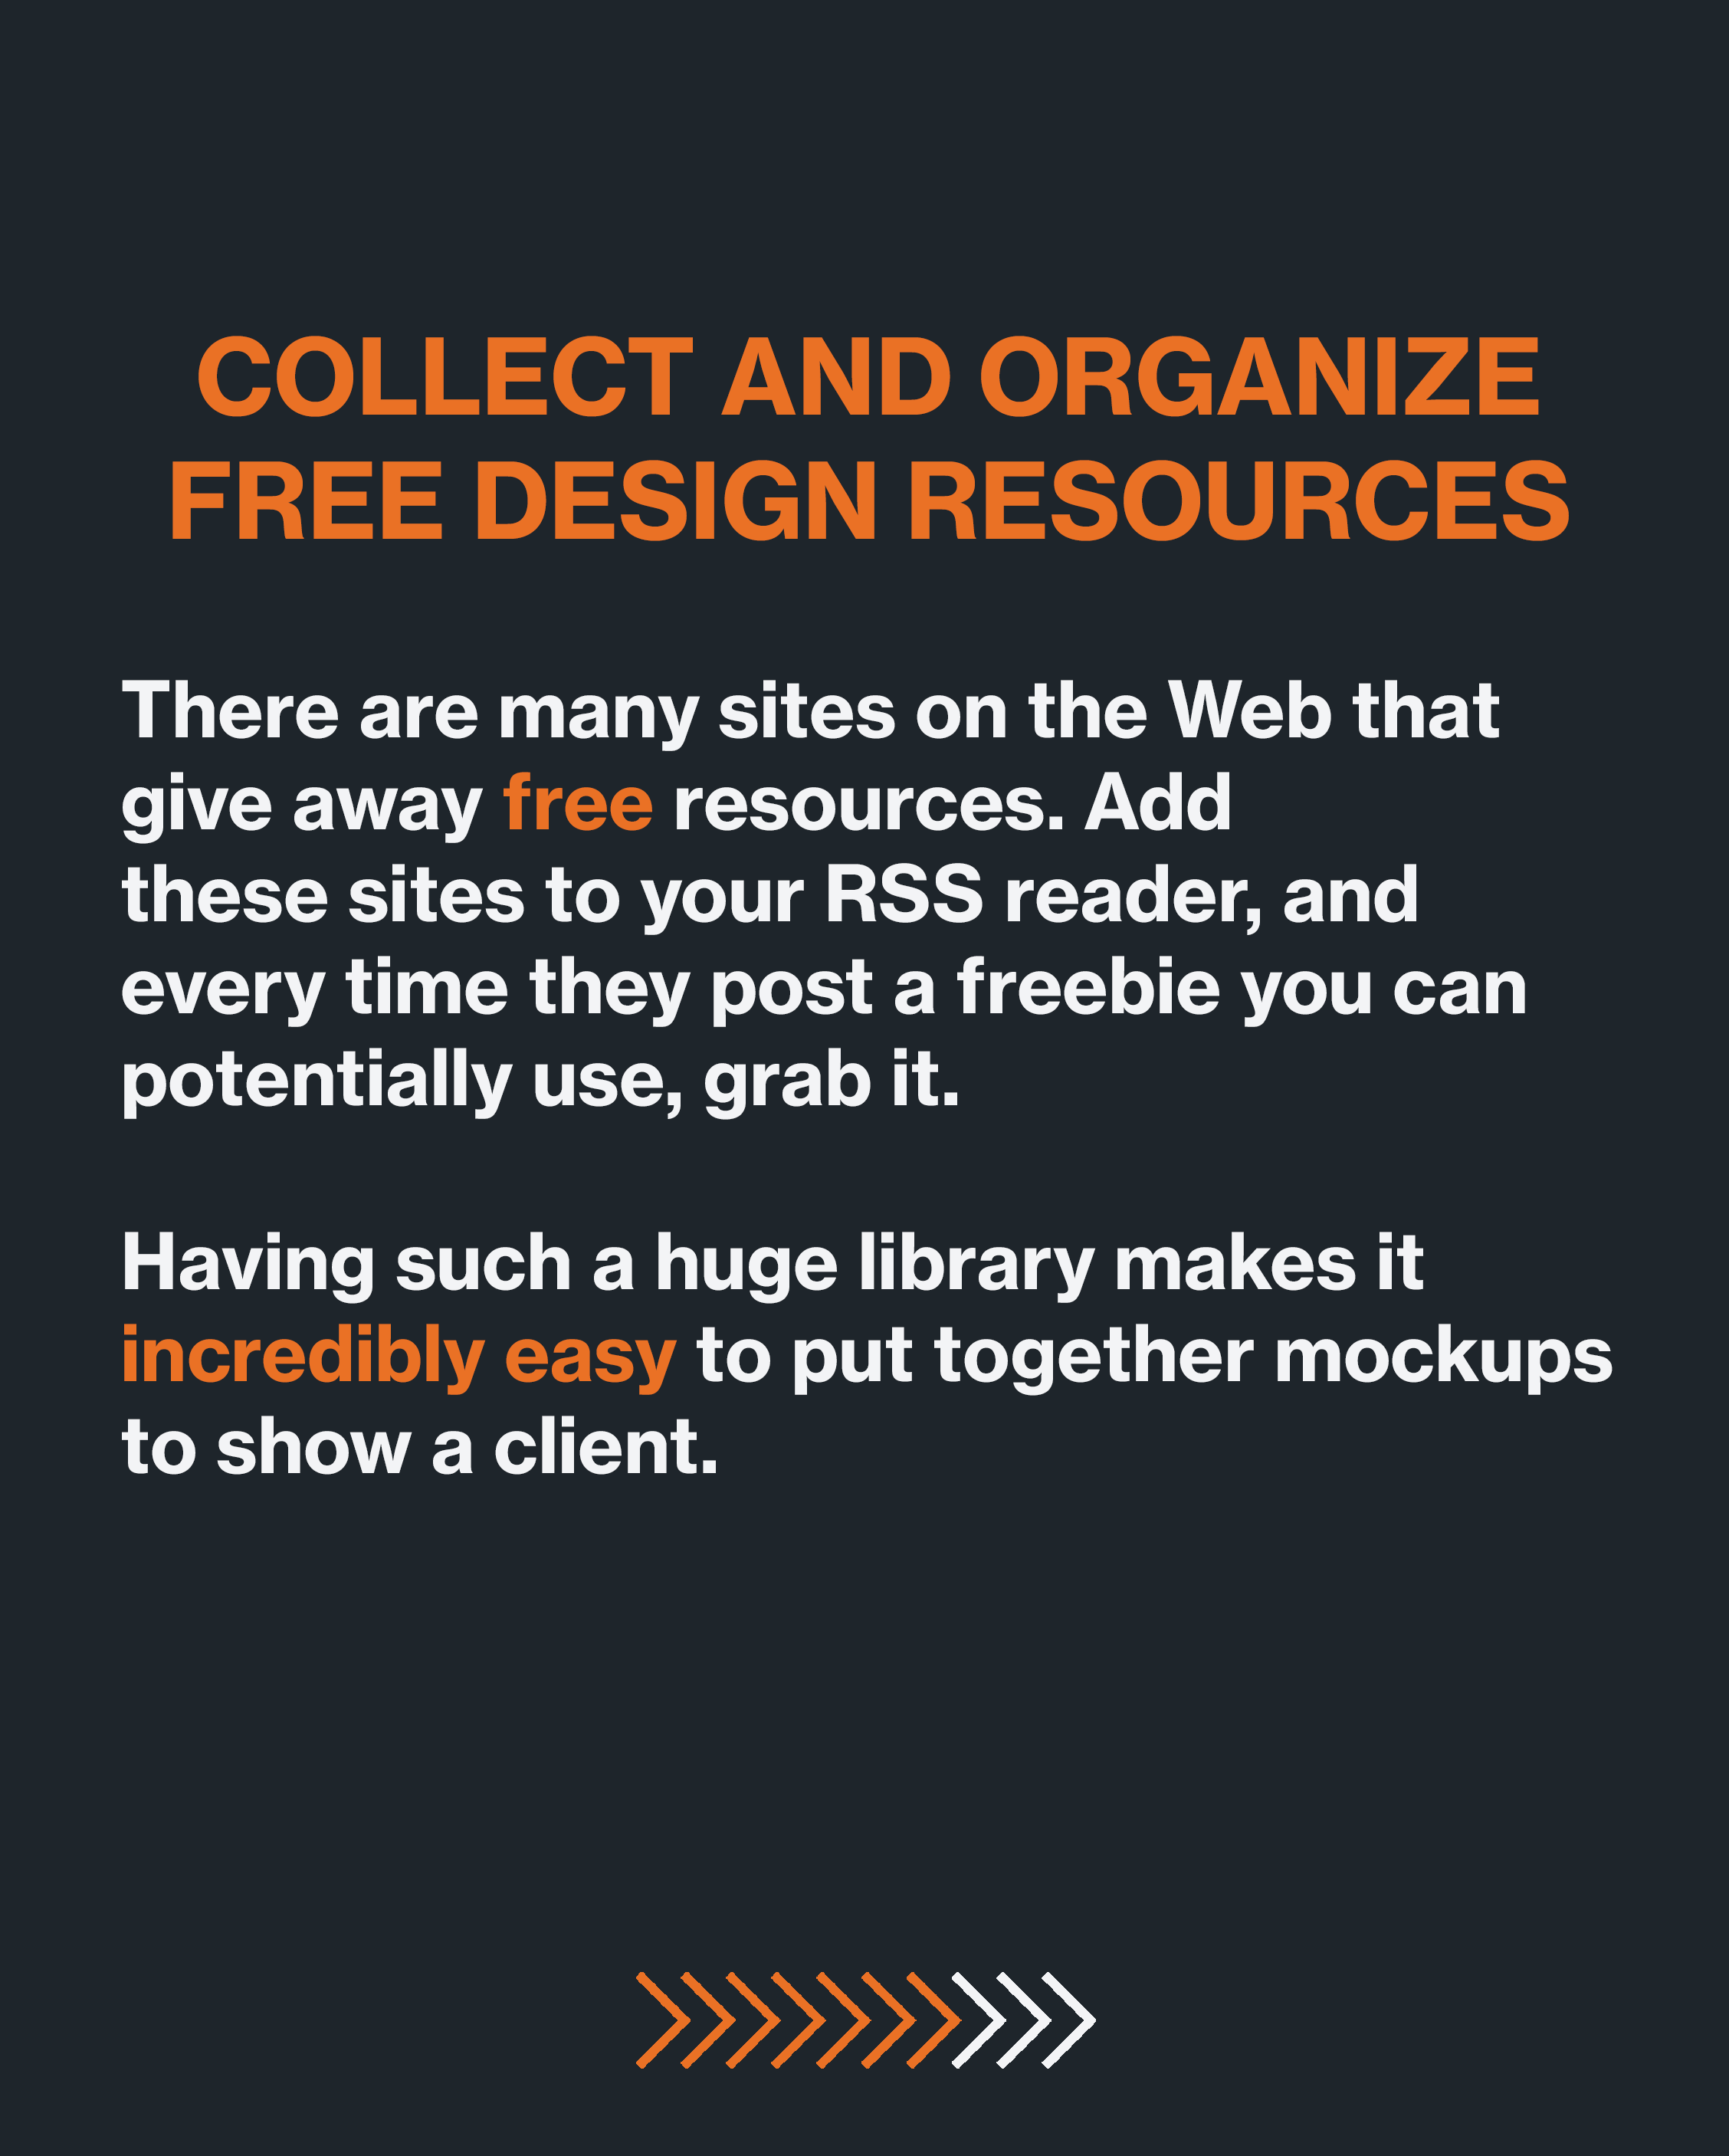 COLLECT AND ORGANIZE
FREE DESIGN RESOURCES
There are many sites on the Web that
give away free resources. Add
these sites to your RSS reader, and
every time they post a freebie you can
potentially use, grab it.
Having such a huge library makes it
incredibly easy to put together mockups
to show a client.